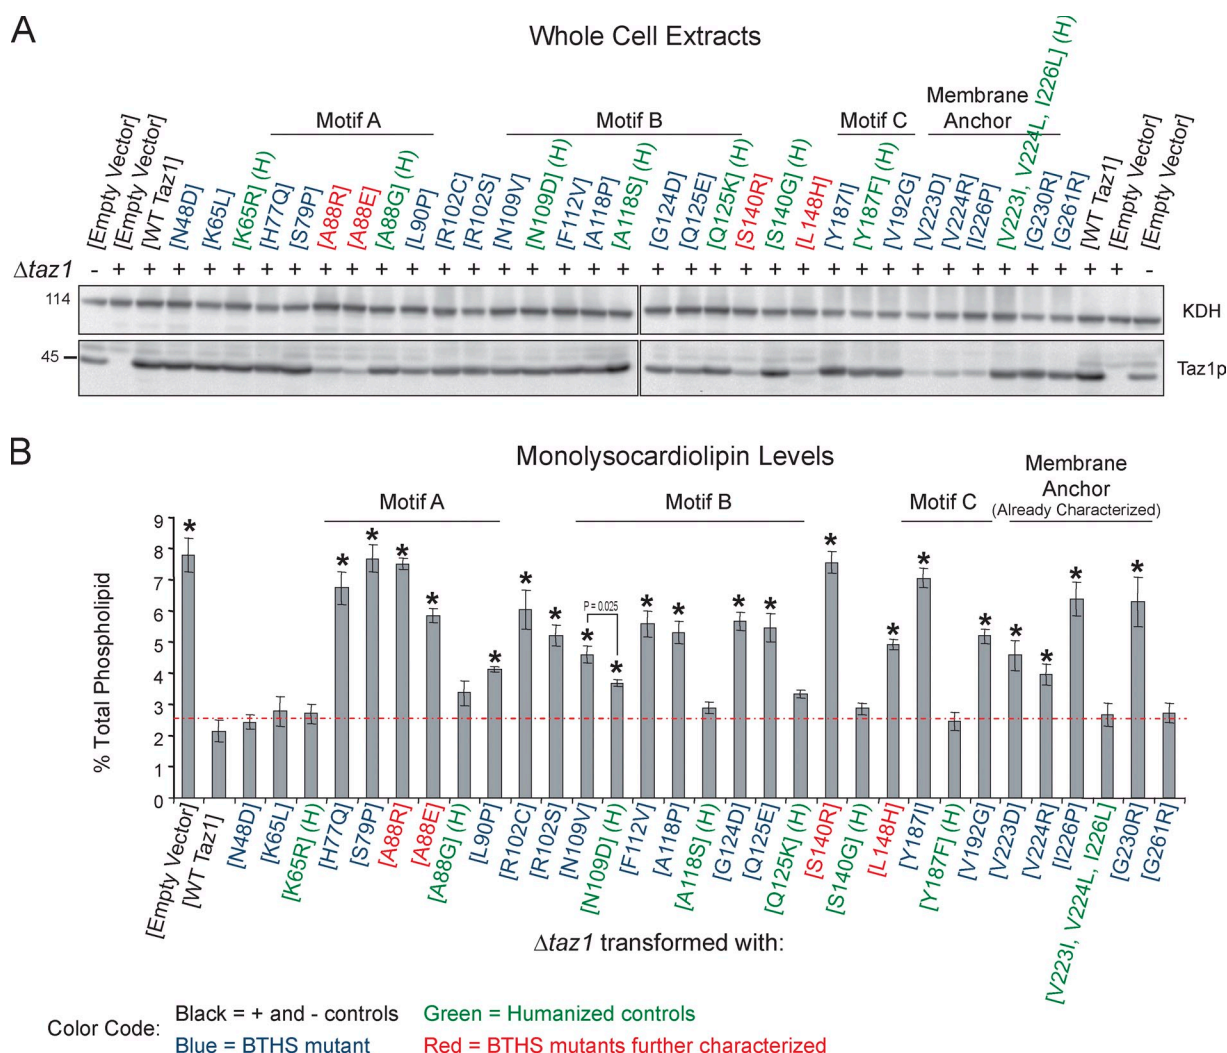 A
Whole Cell Extracts
Motif A
Motif B
Motif C
Membrane
Anchor
[Empty Vector]
[Empty Vector]
[WT Taz1]
[N48D]
[K65L]
[K65R] (H)
[H77Q]
[S79P]
[A88R]
[A88E]
[A88G] (H)
[L90P]
[R102C]
[R102S]
[N109V]
[N109D] (H)
[F112V]
[A118P]
[A118S] (H)
[G124D]
[Q125E]
[Q125K] (H)
[S140R]
[S140G] (H)
[L148H]
[Y187I]
[Y187F] (H)
[V192G]
[V223D]
[V224R]
[I226P]
[V223I, V224L, I226L] (H)
[G230R]
[G261R]
[WT Taz1]
[Empty Vector]
[Empty Vector]
Δtaz1 - + + + + + + + + + + + + + + + + + + + + + + + + + + + + + + + + + + + -
114
KDH
45
Taz1p
B
Monolysocardiolipin Levels
Motif A
Motif B
Motif C
Membrane
Anchor
(Already Characterized)
% Total Phospholipid
9
8
7
6
5
4
3
2
1
0
* * * * * * * * * * * * * * * * * * * * *
P = 0.025
[Empty Vector]
[WT Taz1]
[N48D]
[K65L]
[K65R] (H)
[H77Q]
[S79P]
[A88R]
[A88E]
[A88G] (H)
[L90P]
[R102C]
[R102S]
[N109V]
[N109D] (H)
[F112V]
[A118P]
[A118S] (H)
[G124D]
[Q125E]
[Q125K] (H)
[S140R]
[S140G] (H)
[L148H]
[Y187I]
[Y187F] (H)
[V192G]
[V223D]
[V224R]
[I226P]
[V223I, V224L, I226L]
[G230R]
[G261R]
Δtaz1 transformed with:
Color Code:
Black = + and - controls
Green = Humanized controls
Blue = BTHS mutant
Red = BTHS mutants further characterized